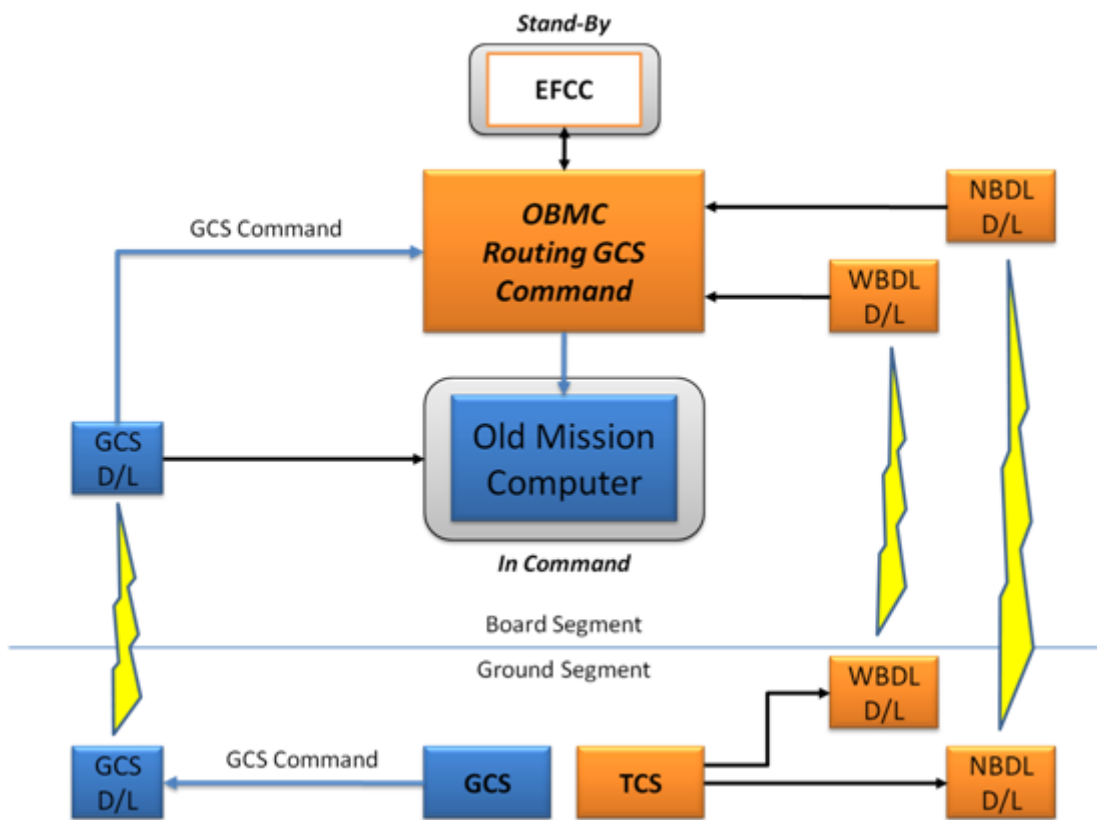 Stand-By
EFCC
OBMC
Routing GCS
Command
NBDL
D/L
GCS Command
WBDL
D/L
Old Mission
Computer
GCS
D/L
In Command
Board Segment
Ground Segment
WBDL
D/L
GCS
D/L
GCS Command
GCS
TCS
NBDL
D/L